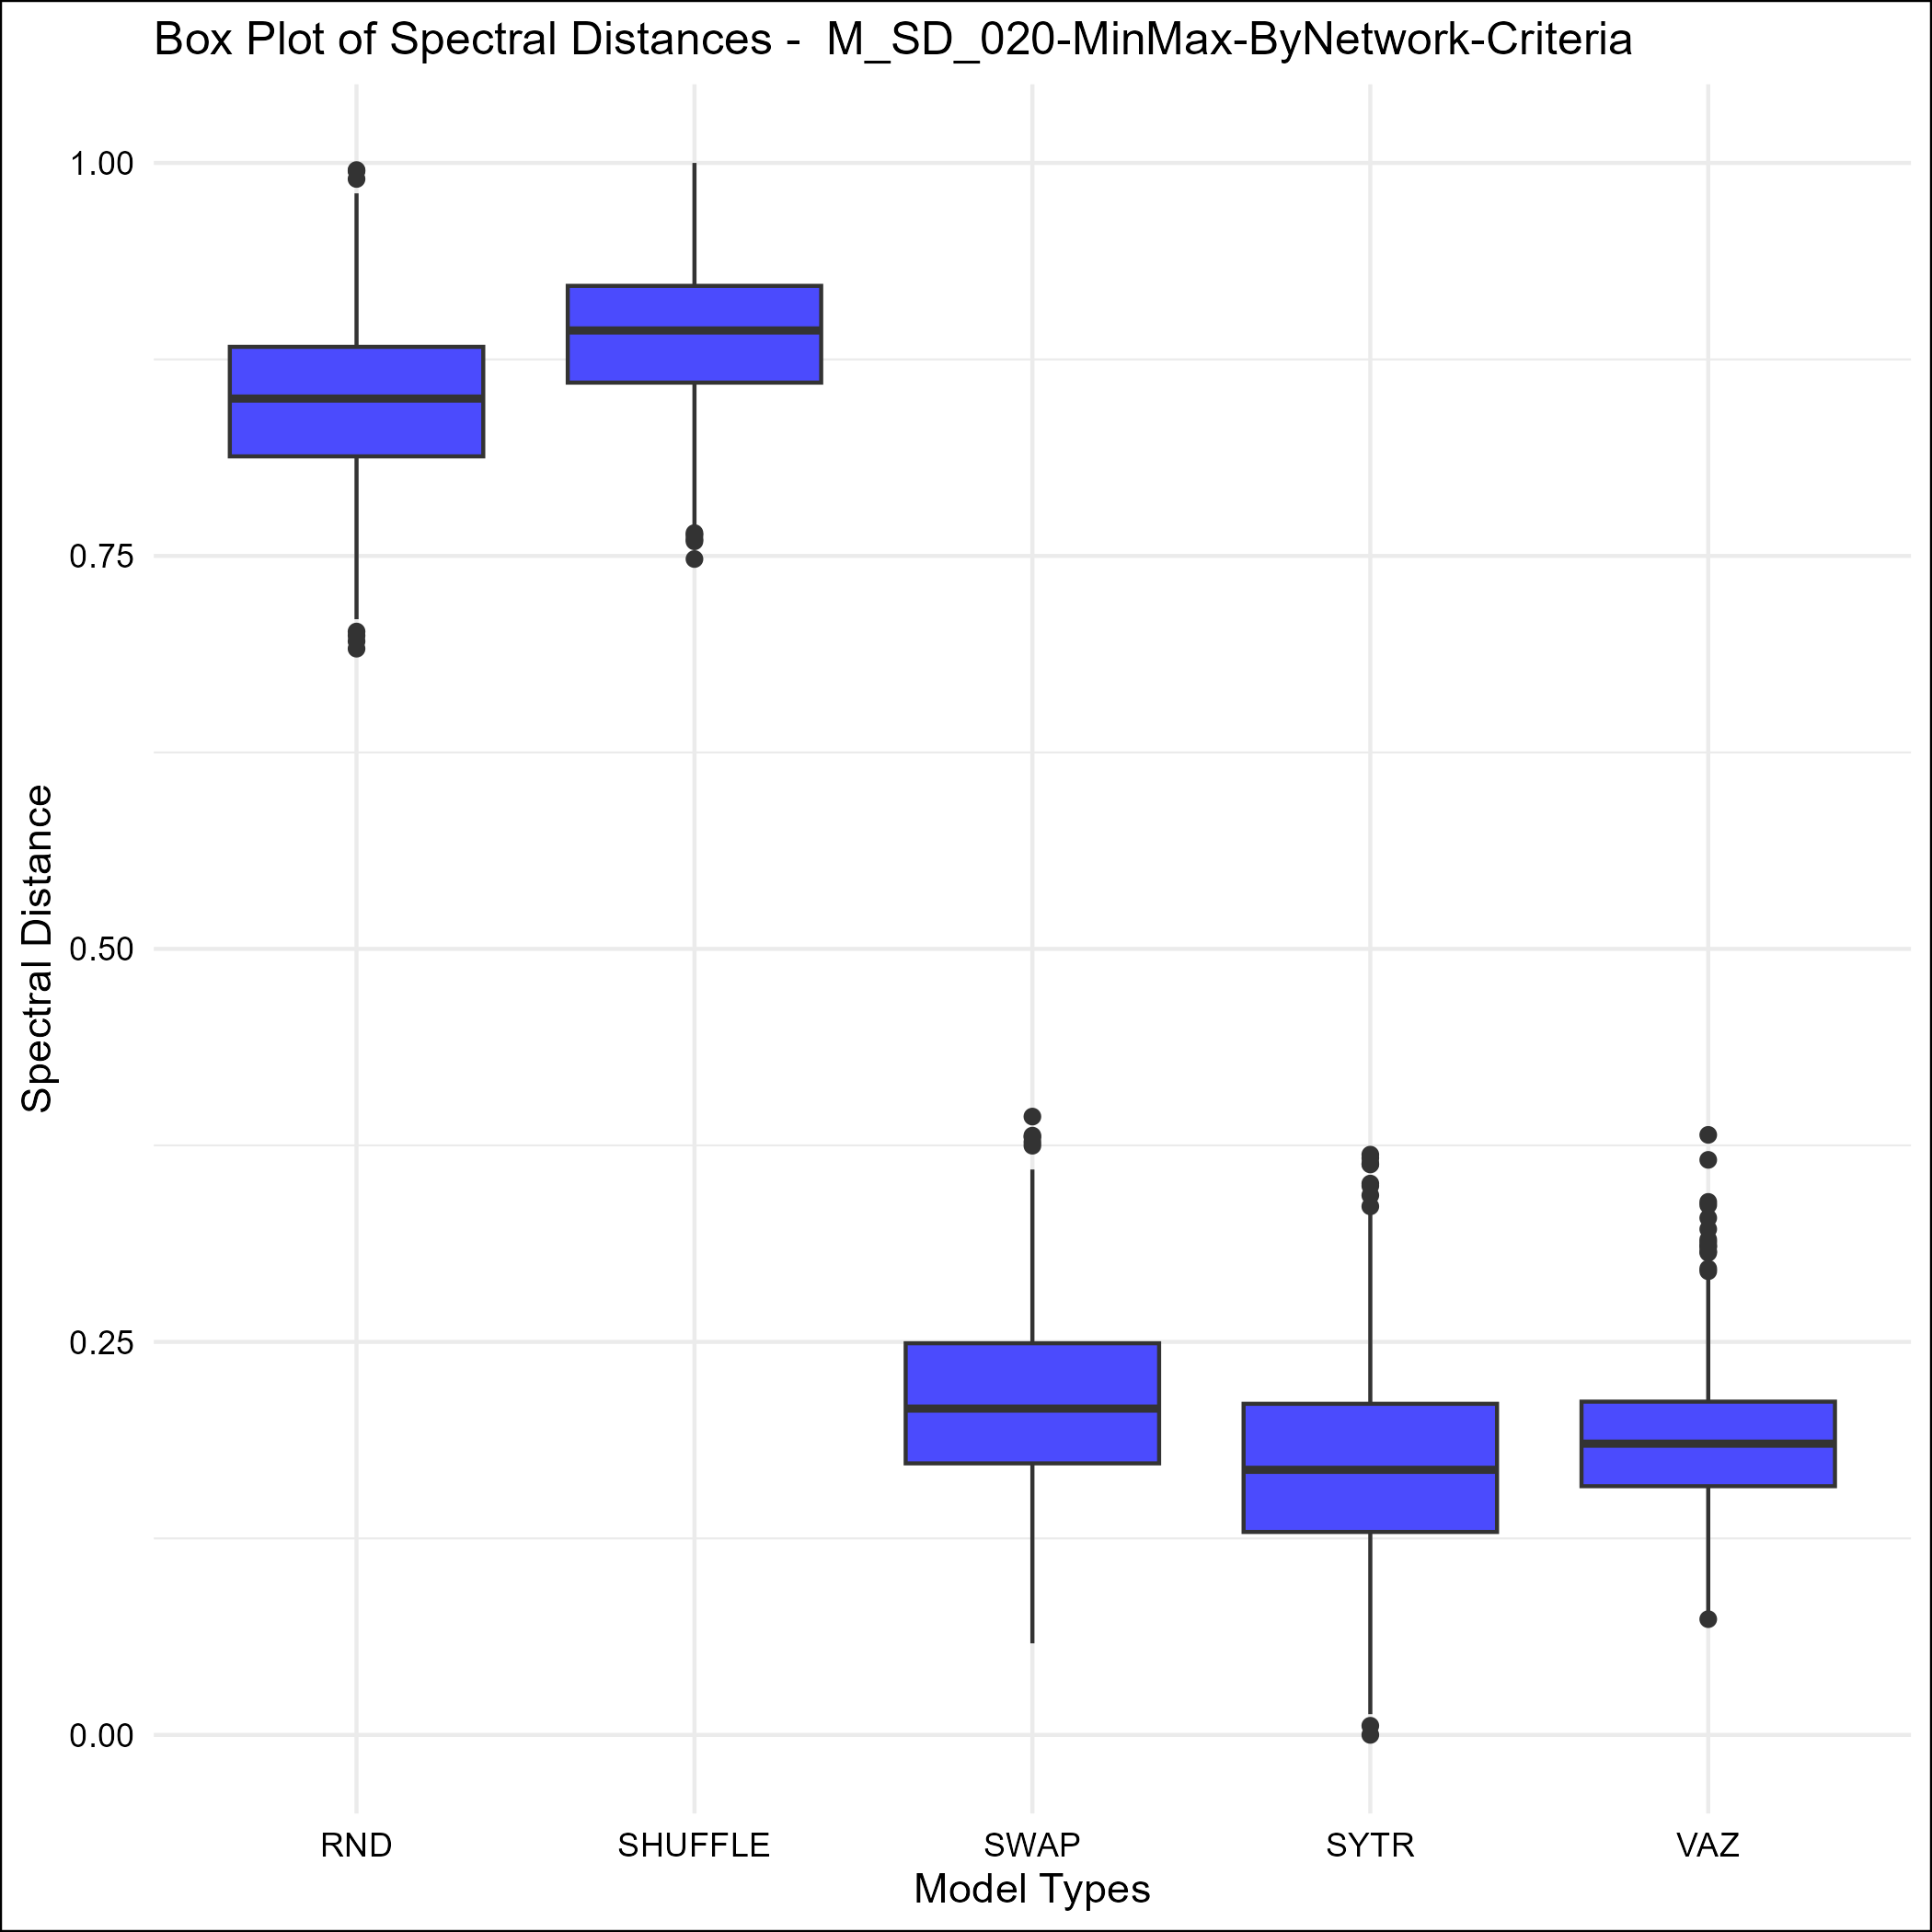 Box Plot of Spectral Distances -  M_SD_020-MinMax-ByNetwork-Criteria
Spectral Distance
1.00
0.75
0.50
0.25
0.00
RND SHUFFLE SWAP SYTR VAZ
Model Types